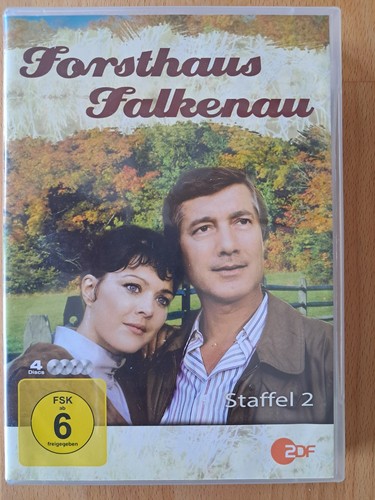 Forsthaus
Falkenau
4
Discs
Staffel 2
FSK
ab
6
freigegeben
ZDF